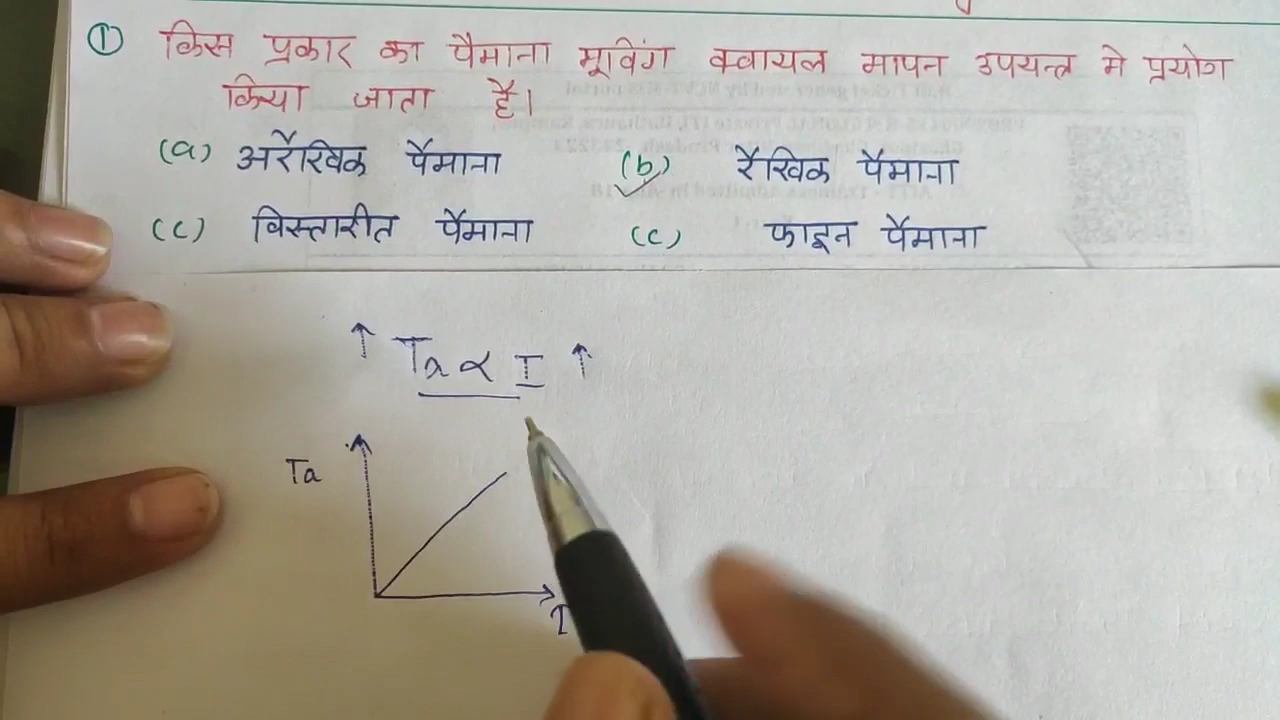 ① किस प्रकार का पैमाना मूविंग क्वायल मापन उपयन्त्र मे प्रयोग
किया जाता है।
(a) अरैखिक पैमाना (b) रैखिक पैमाना
(c) विस्तारीत पैमाना (c) फाइन पैमाना
↑ Ta ∝ I ↑
Ta
I